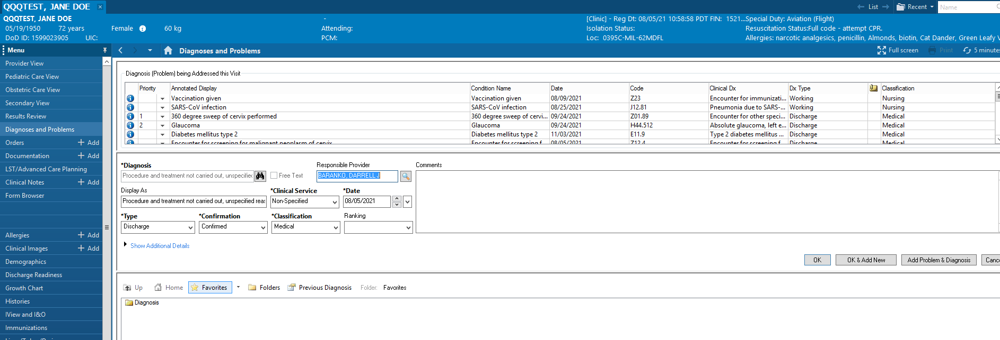 QQQTEST, JANE DOE ×
← List → Recent Name
QQQTEST, JANE DOE
05/19/1950 72 years Female 60 kg
DoD ID: 1599023905 UIC:
-
Attending:
PCM:
[Clinic] - Reg Dt: 08/05/21 10:58:58 PDT FIN: 1521...Special Duty: Aviation (Flight)
Isolation Status: Resuscitation Status:Full code - attempt CPR.
Loc: 0395C-MIL-62MDFL Allergies: narcotic analgesics, penicillin, Almonds, biotin, Cat Dander, Green Leafy V
Menu
Diagnoses and Problems
Full screen Print 5 minutes
Provider View
Pediatric Care View
Obstetric Care View
Secondary View
Results Review
Diagnoses and Problems
Orders + Add
Documentation + Add
LST/Advanced Care Planning
Clinical Notes + Add
Form Browser
Allergies + Add
Clinical Images + Add
Demographics
Discharge Readiness
Growth Chart
Histories
IView and I&O
Immunizations
Diagnosis (Problem) being Addressed this Visit
Priority Annotated Display Condition Name Date Code Clinical Dx Dx Type Classification
Vaccination given Vaccination given 08/09/2021 Z23 Encounter for immunizati... Working Nursing
SARS-CoV infection SARS-CoV infection 08/25/2021 J12.81 Pneumonia due to SARS-... Working Nursing
1 360 degree sweep of cervix performed 360 degree sweep of cervi... 09/24/2021 Z01.89 Encounter for other speci... Discharge Medical
2 Glaucoma Glaucoma 09/24/2021 H44.512 Absolute glaucoma, left e... Discharge Medical
Diabetes mellitus type 2 Diabetes mellitus type 2 11/03/2021 E11.9 Type 2 diabetes mellitus ... Discharge Medical
Encounter for screening for malignant neoplasm of cervix Encounter for screening f... 08/05/2021 Z12.4 Encounter for screening f... Discharge Medical
*Diagnosis Responsible Provider Comments
Procedure and treatment not carried out, unspecified Free Text BARANKO, DARRELL J
Display As *Clinical Service *Date
Procedure and treatment not carried out, unspecified reas Non-Specified 08/05/2021
*Type *Confirmation *Classification Ranking
Discharge Confirmed Medical
Show Additional Details
OK OK & Add New Add Problem & Diagnosis Cance
Up Home Favorites Folders Previous Diagnosis Folder: Favorites
Diagnosis